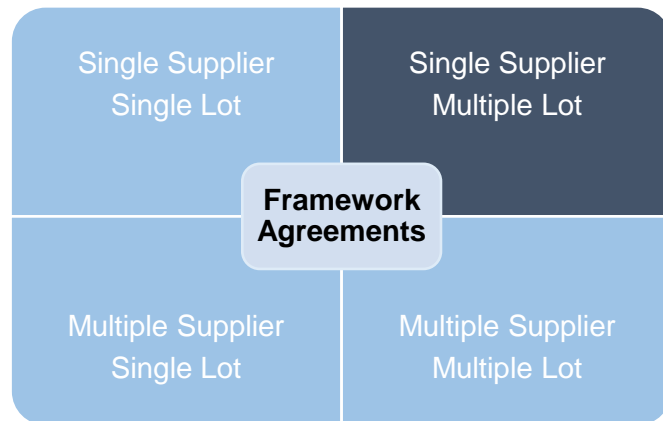 Single Supplier
Single Lot
Single Supplier
Multiple Lot
Framework
Agreements
Multiple Supplier
Single Lot
Multiple Supplier
Multiple Lot